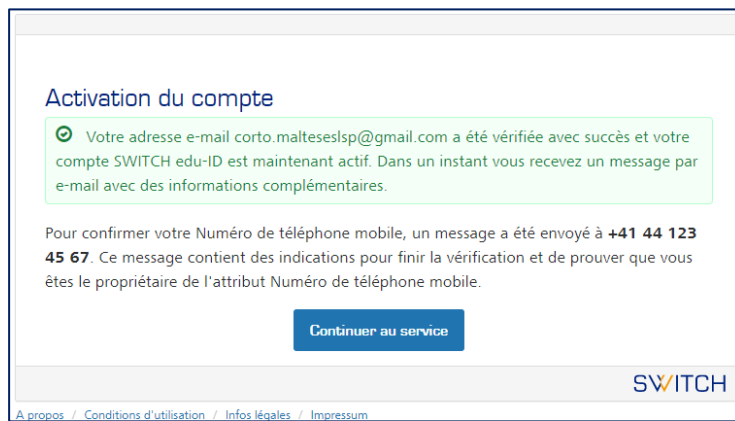 Activation du compte
Votre adresse e-mail corto.malteseslsp@gmail.com a été vérifiée avec succès et votre
compte SWITCH edu-ID est maintenant actif. Dans un instant vous recevez un message par
e-mail avec des informations complémentaires.
Pour confirmer votre Numéro de téléphone mobile, un message a été envoyé à +41 44 123
45 67. Ce message contient des indications pour finir la vérification et de prouver que vous
êtes le propriétaire de l'attribut Numéro de téléphone mobile.
Continuer au service
SWITCH
A propos / Conditions d'utilisation / Infos légales / Impressum